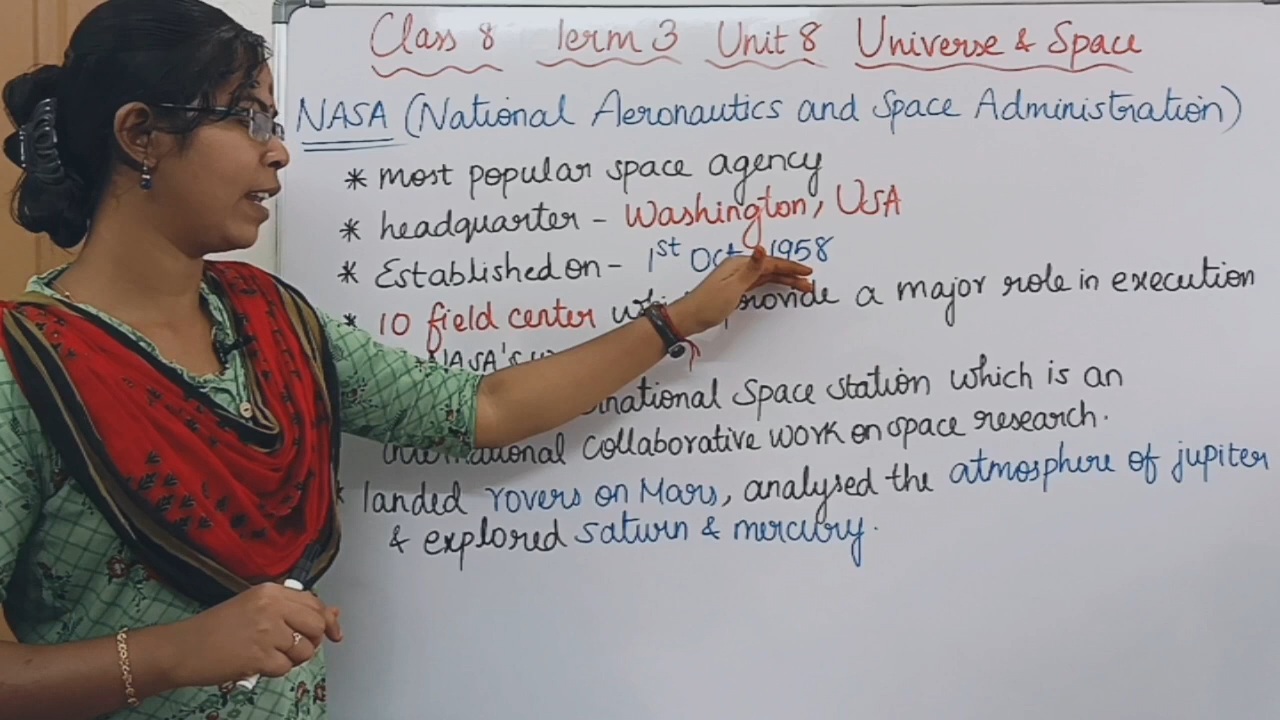 Class 8 Term 3 Unit 8 Universe & Space
NASA (National Aeronautics and Space Administration)
* most popular space agency
* headquarter - Washington, USA
* Established on - 1st Oct 1958
* 10 field center provide a major role in execution
NASA's
Space station which is an
collaborative work on space research.
* landed rovers on Mars, analysed the atmosphere of jupiter
& explored saturn & mercury.